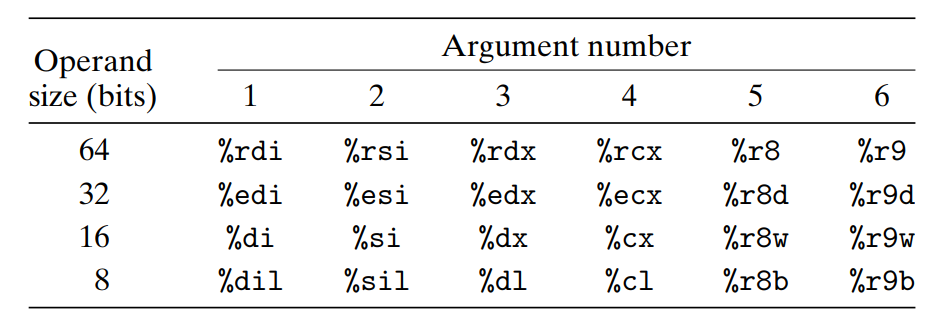 Argument number
Operand
size (bits) 1 2 3 4 5 6
64 %rdi %rsi %rdx %rcx %r8 %r9
32 %edi %esi %edx %ecx %r8d %r9d
16 %di %si %dx %cx %r8w %r9w
8 %dil %sil %dl %cl %r8b %r9b